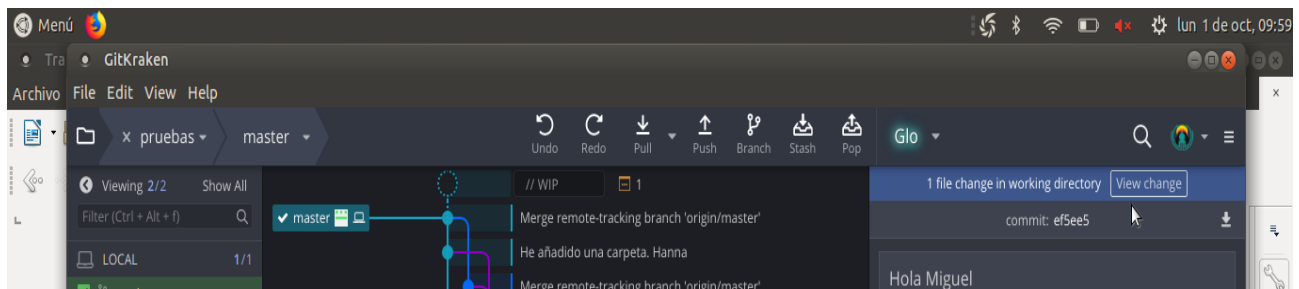 Menú lun 1 de oct, 09:59
Tra GitKraken
Archivo File Edit View Help
pruebas master Undo Redo Pull Push Branch Stash Pop Glo
Viewing 2/2 Show All // WIP 1 1 file change in working directory View change
Filter (Ctrl + Alt + f) master Merge remote-tracking branch 'origin/master' commit: ef5ee5
LOCAL 1/1 He añadido una carpeta. Hanna
Merge remote-tracking branch 'origin/master' Hola Miguel